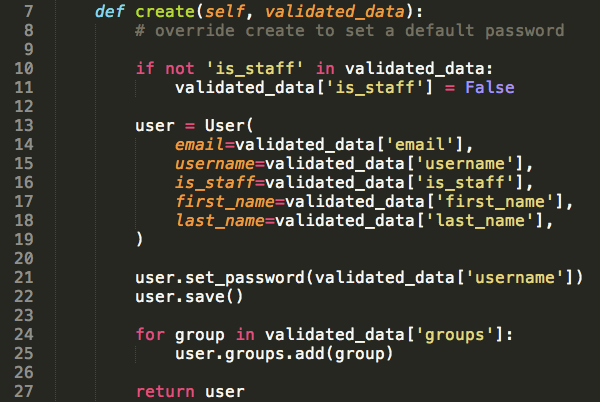 7 def create(self, validated_data):
8 # override create to set a default password
9
10 if not 'is_staff' in validated_data:
11 validated_data['is_staff'] = False
12
13 user = User(
14 email=validated_data['email'],
15 username=validated_data['username'],
16 is_staff=validated_data['is_staff'],
17 first_name=validated_data['first_name'],
18 last_name=validated_data['last_name'],
19 )
20
21 user.set_password(validated_data['username'])
22 user.save()
23
24 for group in validated_data['groups']:
25 user.groups.add(group)
26
27 return user